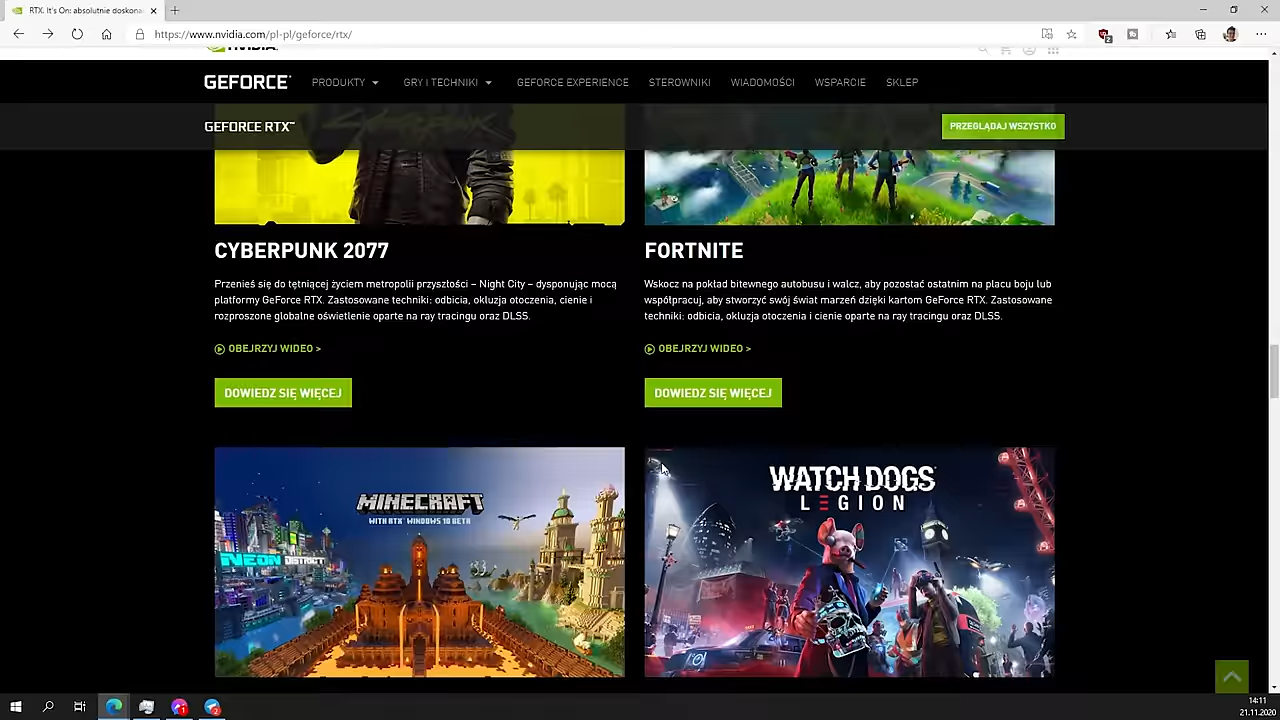 RTX. It's On: absolutnie doskona
https://www.nvidia.com/pl-pl/geforce/rtx/
NVIDIA.
GEFORCE
PRODUKTY
GRY I TECHNIKI
GEFORCE EXPERIENCE
STEROWNIKI
WIADOMOŚCI
WSPARCIE
SKLEP
GEFORCE RTX™
PRZEGLĄDAJ WSZYSTKO
CYBERPUNK 2077
Przenieś się do tętniącej życiem metropolii przyszłości – Night City – dysponując mocą
platformy GeForce RTX. Zastosowane techniki: odbicia, okluzja otoczenia, cienie i
rozproszone globalne oświetlenie oparte na ray tracingu oraz DLSS.
OBEJRZYJ WIDEO >
DOWIEDZ SIĘ WIĘCEJ
FORTNITE
Wskocz na pokład bitewnego autobusu i walcz, aby pozostać ostatnim na placu boju lub
współpracuj, aby stworzyć swój świat marzeń dzięki kartom GeForce RTX. Zastosowane
techniki: odbicia, okluzja otoczenia i cienie oparte na ray tracingu oraz DLSS.
OBEJRZYJ WIDEO >
DOWIEDZ SIĘ WIĘCEJ
MINECRAFT
WITH RTX WINDOWS 10 BETA
NEON DISTRICT
WATCH DOGS
LEGION
2
1
2
14:11
21.11.2020